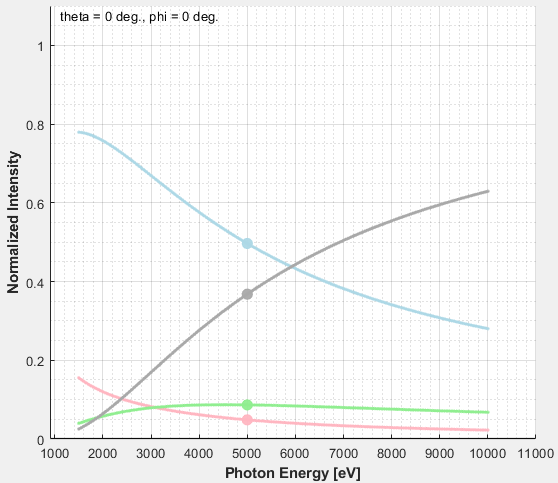 theta = 0 deg., phi = 0 deg.
1
0.8
0.6
0.4
0.2
0
Normalized Intensity
1000 2000 3000 4000 5000 6000 7000 8000 9000 10000 11000
Photon Energy [eV]